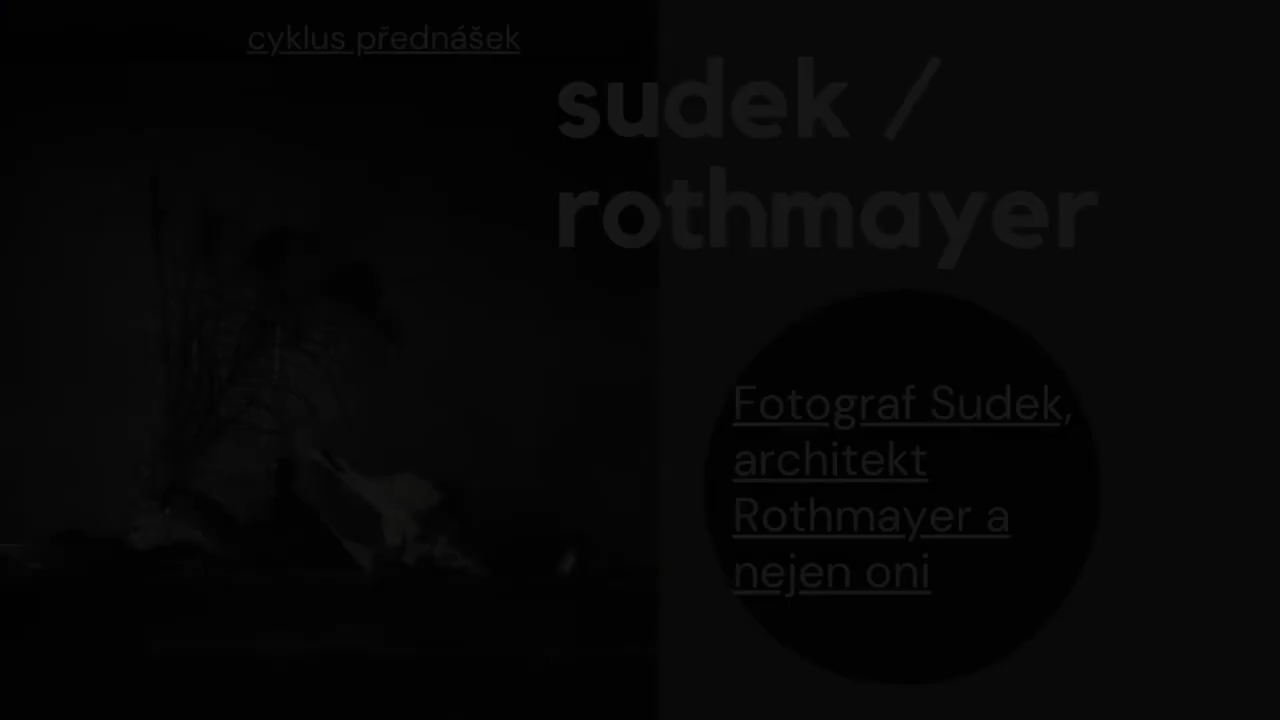 cyklus přednášek
sudek /
rothmayer
Fotograf Sudek,
architekt
Rothmayer a
nejen oni